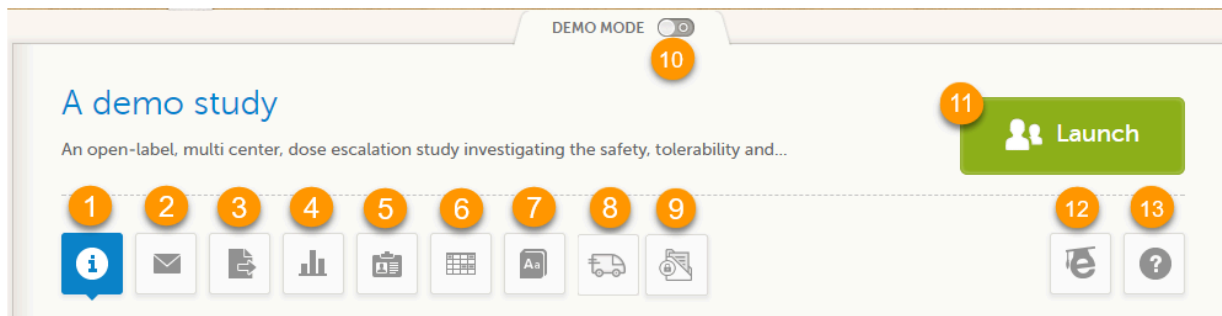 DEMO MODE
10
A demo study
11
Launch
An open-label, multi center, dose escalation study investigating the safety, tolerability and...
1 2 3 4 5 6 7 8 9 12 13
i Aa e ?